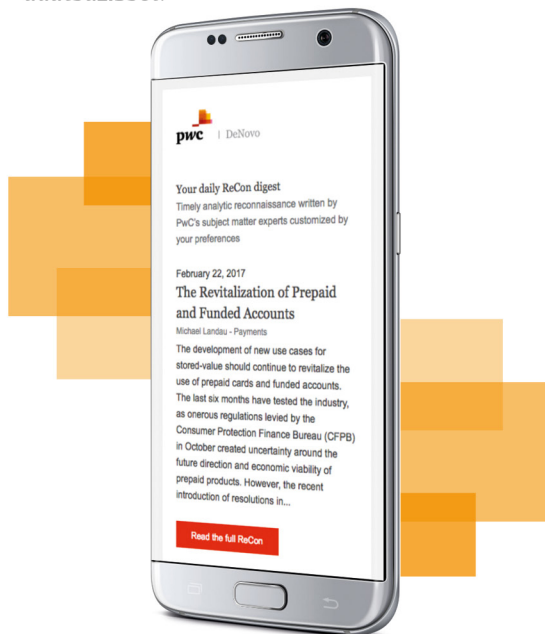 pwc | DeNovo
Your daily ReCon digest
Timely analytic reconnaissance written by
PwC's subject matter experts customized by
your preferences
February 22, 2017
The Revitalization of Prepaid
and Funded Accounts
Michael Landau - Payments
The development of new use cases for
stored-value should continue to revitalize the
use of prepaid cards and funded accounts.
The last six months have tested the industry,
as onerous regulations levied by the
Consumer Protection Finance Bureau (CFPB)
in October created uncertainty around the
future direction and economic viability of
prepaid products. However, the recent
introduction of resolutions in...
Read the full ReCon